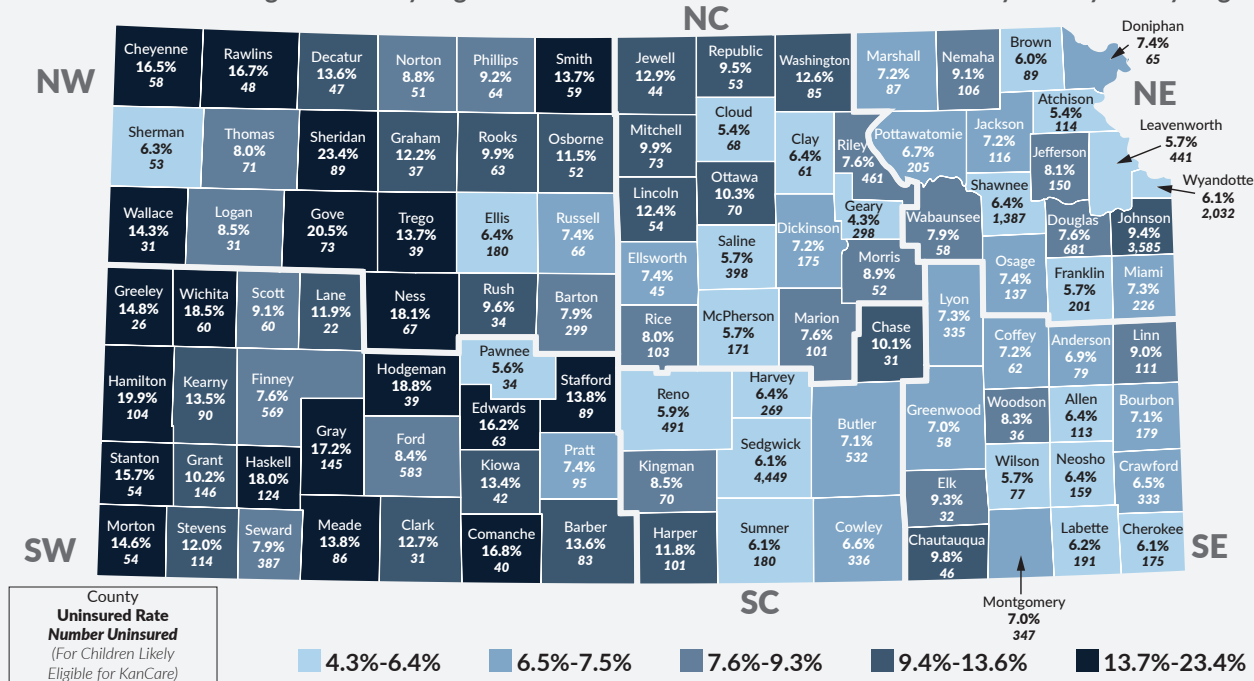 NC
NW
NE
SW
SC
SE
Cheyenne
16.5%
58
Rawlins
16.7%
48
Decatur
13.6%
47
Norton
8.8%
51
Phillips
9.2%
64
Smith
13.7%
59
Jewell
12.9%
44
Republic
9.5%
53
Washington
12.6%
85
Marshall
7.2%
87
Nemaha
9.1%
106
Brown
6.0%
89
Doniphan
7.4%
65
Sherman
6.3%
53
Thomas
8.0%
71
Sheridan
23.4%
89
Graham
12.2%
37
Rooks
9.9%
63
Osborne
11.5%
52
Mitchell
9.9%
73
Cloud
5.4%
68
Clay
6.4%
61
Riley
7.6%
461
Pottawatomie
6.7%
205
Jackson
7.2%
116
Atchison
5.4%
114
Jefferson
8.1%
150
Leavenworth
5.7%
441
Wyandotte
6.1%
2,032
Wallace
14.3%
31
Logan
8.5%
31
Gove
20.5%
73
Trego
13.7%
39
Ellis
6.4%
180
Russell
7.4%
66
Lincoln
12.4%
54
Ottawa
10.3%
70
Saline
5.7%
398
Dickinson
7.2%
175
Geary
4.3%
298
Wabaunsee
7.9%
58
Shawnee
6.4%
1,387
Douglas
7.6%
681
Johnson
9.4%
3,585
Ellsworth
7.4%
45
Morris
8.9%
52
Osage
7.4%
137
Franklin
5.7%
201
Miami
7.3%
226
Greeley
14.8%
26
Wichita
18.5%
60
Scott
9.1%
60
Lane
11.9%
22
Ness
18.1%
67
Rush
9.6%
34
Barton
7.9%
299
Rice
8.0%
103
McPherson
5.7%
171
Marion
7.6%
101
Chase
10.1%
31
Lyon
7.3%
335
Coffey
7.2%
62
Anderson
6.9%
79
Linn
9.0%
111
Hamilton
19.9%
104
Kearny
13.5%
90
Finney
7.6%
569
Hodgeman
18.8%
39
Pawnee
5.6%
34
Stafford
13.8%
89
Edwards
16.2%
63
Reno
5.9%
491
Harvey
6.4%
269
Sedgwick
6.1%
4,449
Butler
7.1%
532
Greenwood
7.0%
58
Woodson
8.3%
36
Allen
6.4%
113
Bourbon
7.1%
179
Gray
17.2%
145
Ford
8.4%
583
Stanton
15.7%
54
Grant
10.2%
146
Haskell
18.0%
124
Kiowa
13.4%
42
Pratt
7.4%
95
Kingman
8.5%
70
Elk
9.3%
32
Wilson
5.7%
77
Neosho
6.4%
159
Crawford
6.5%
333
Morton
14.6%
54
Stevens
12.0%
114
Seward
7.9%
387
Meade
13.8%
86
Clark
12.7%
31
Comanche
16.8%
40
Barber
13.6%
83
Harper
11.8%
101
Sumner
6.1%
180
Cowley
6.6%
336
Chautauqua
9.8%
46
Montgomery
7.0%
347
Labette
6.2%
191
Cherokee
6.1%
175
County
Uninsured Rate
Number Uninsured
(For Children Likely
Eligible for KanCare)
4.3%-6.4%
6.5%-7.5%
7.6%-9.3%
9.4%-13.6%
13.7%-23.4%